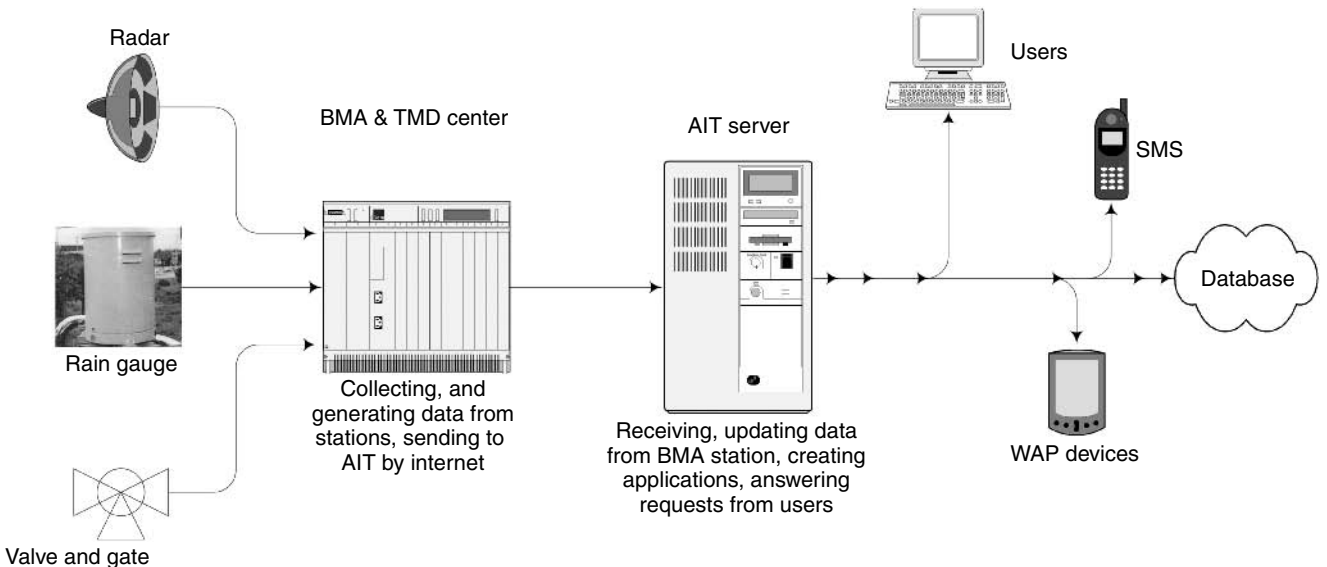 Radar
BMA & TMD center
AIT server
Users
SMS
Database
Rain gauge
Collecting, and
generating data from
stations, sending to
AIT by internet
Receiving, updating data
from BMA station, creating
applications, answering
requests from users
WAP devices
Valve and gate